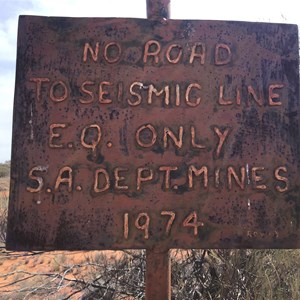 NO ROAD
TO SEISMIC LINE
E.Q. ONLY
S.A. DEPT. MINES
1974